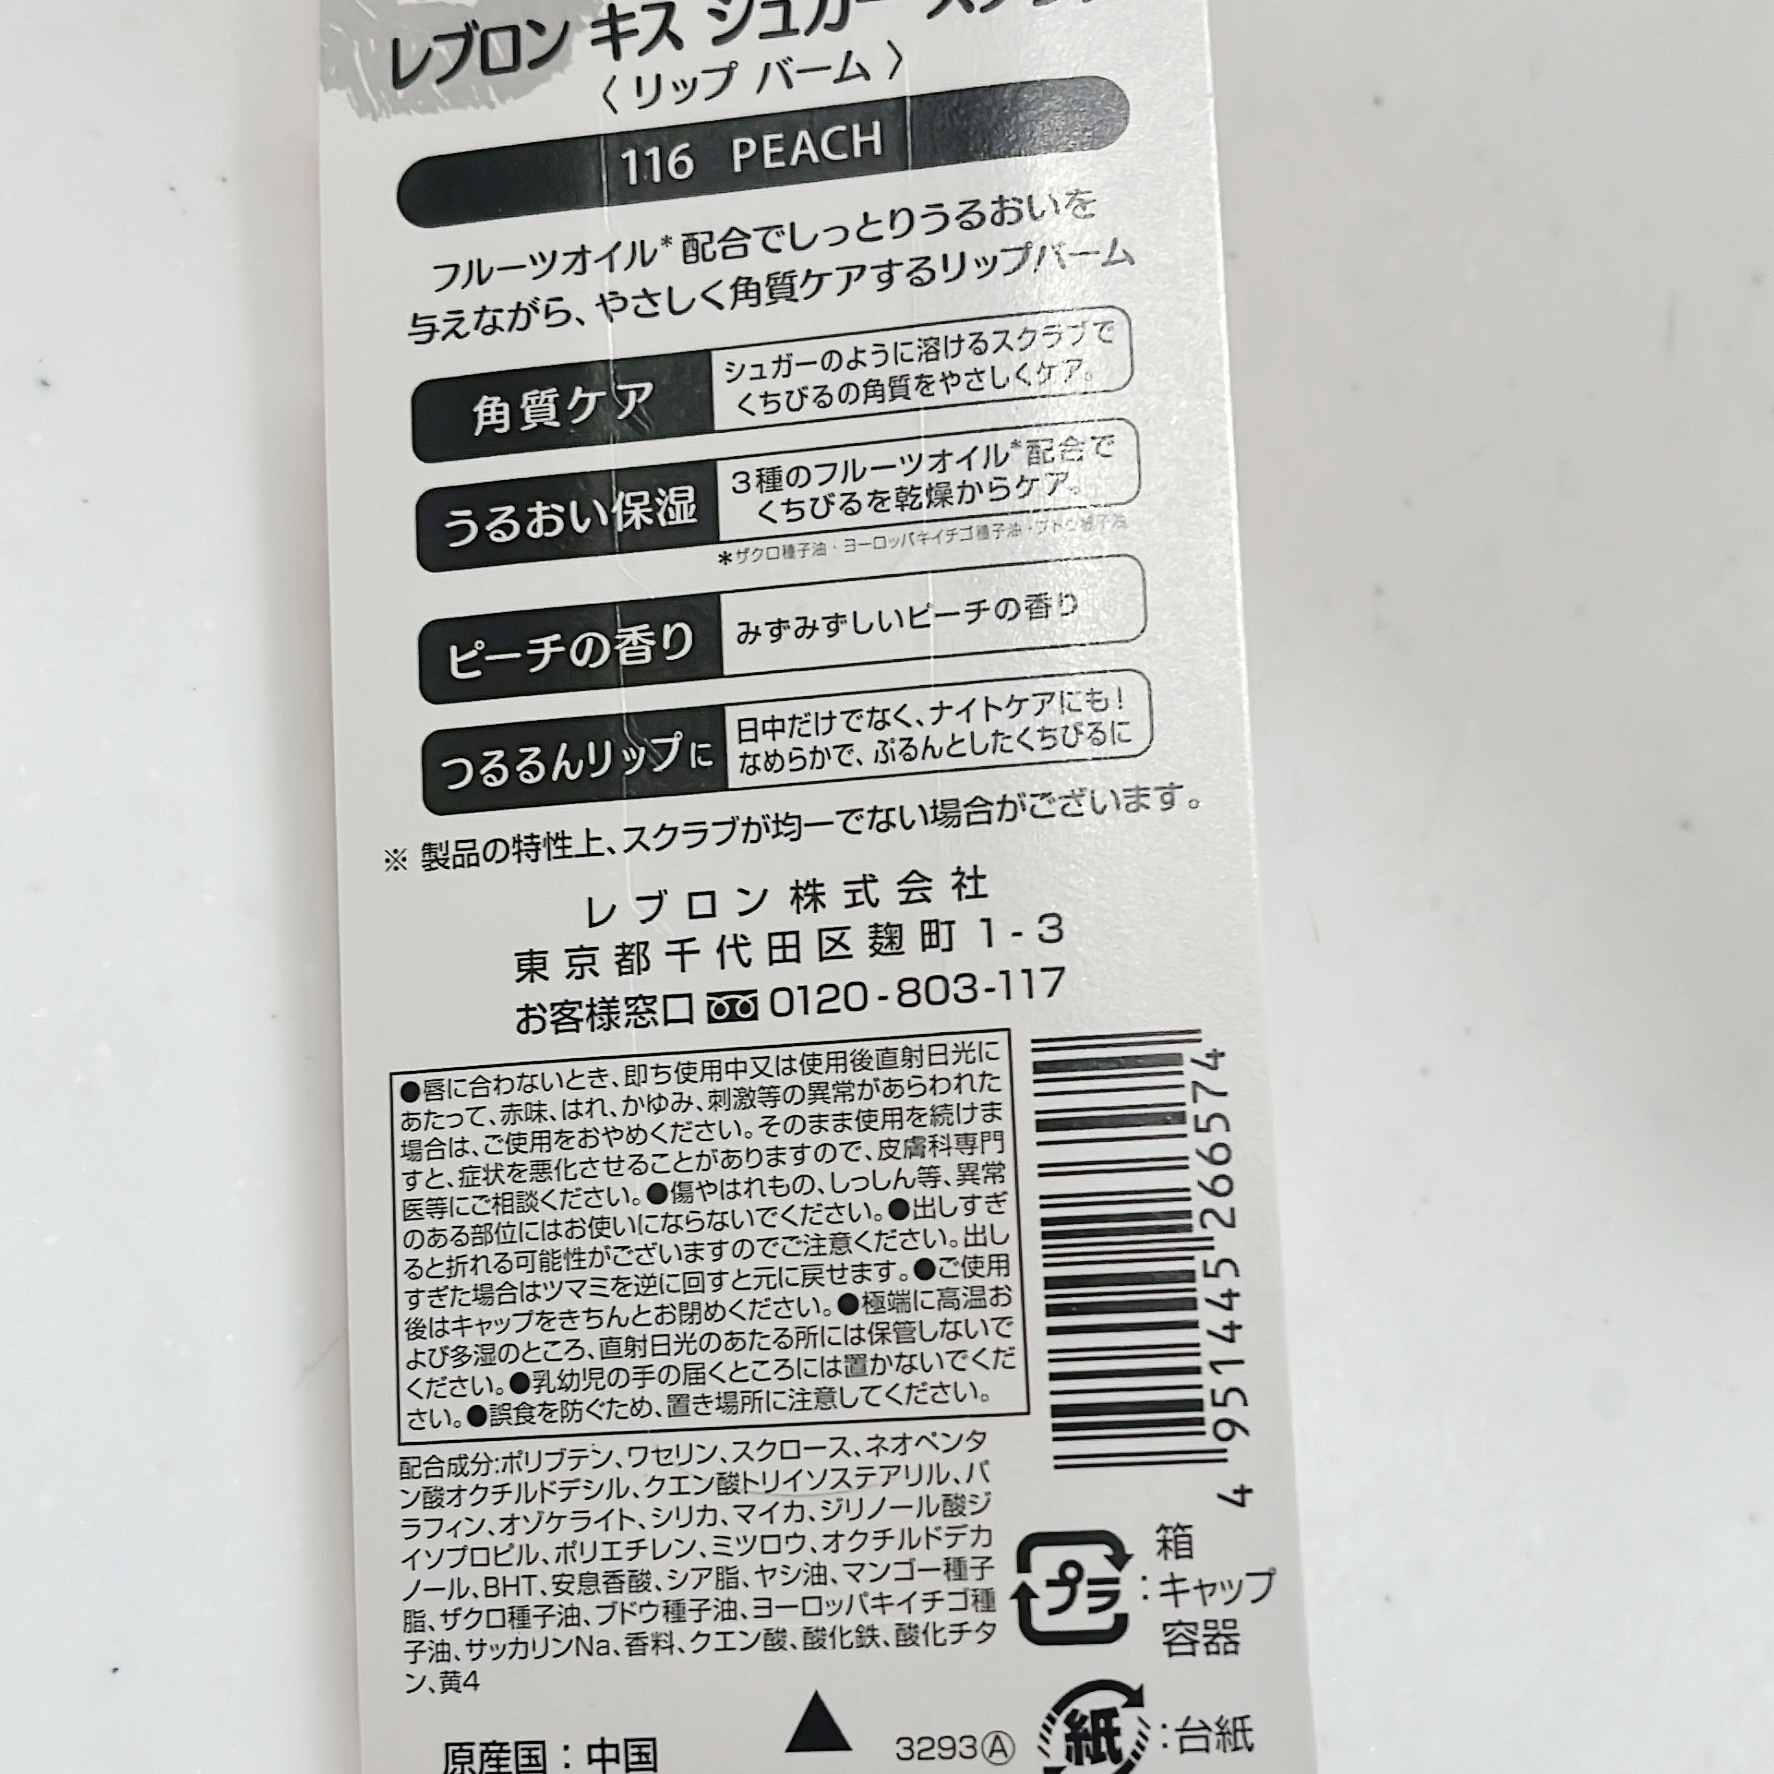 レブロン キス シュガー スクラブ
〈リップ バーム〉
116 PEACH
フルーツオイル*配合でしっとりうるおいを
与えながら、やさしく角質ケアするリップバーム
角質ケア
シュガーのように溶けるスクラブで
くちびるの角質をやさしくケア。
うるおい保湿
3種のフルーツオイル*配合で
くちびるを乾燥からケア。
*ザクロ種子油・ヨーロッパキイチゴ種子油・ブドウ種子油
ピーチの香り
みずみずしいピーチの香り
つるるんリップに
日中だけでなく、ナイトケアにも!
なめらかで、ぷるんとしたくちびるに
※ 製品の特性上、スクラブが均一でない場合がございます。
レブロン株式会社
東京都千代田区麹町1-3
お客様窓口 0120-803-117
●唇に合わないとき、即ち使用中又は使用後直射日光に
あたって、赤味、はれ、かゆみ、刺激等の異常があらわれた
場合は、ご使用をおやめください。そのまま使用を続けま
すと、症状を悪化させることがありますので、皮膚科専門
医等にご相談ください。●傷やはれもの、しっしん等、異常
のある部位にはお使いにならないでください。●出しすぎ
ると折れる可能性がございますのでご注意ください。出し
すぎた場合はツマミを逆に回すと元に戻せます。●ご使用
後はキャップをきちんとお閉めください。●極端に高温お
よび多湿のところ、直射日光のあたる所には保管しないで
ください。●乳幼児の手の届くところには置かないでくだ
さい。●誤食を防ぐため、置き場所に注意してください。
4951445266574
配合成分:ポリブテン、ワセリン、スクロース、ネオペンタ
ン酸オクチルドデシル、クエン酸トリイソステアリル、パ
ラフィン、オゾケライト、シリカ、マイカ、ジリノール酸ジ
イソプロピル、ポリエチレン、ミツロウ、オクチルドデカ
ノール、BHT、安息香酸、シア脂、ヤシ油、マンゴー種子
脂、ザクロ種子油、ブドウ種子油、ヨーロッパキイチゴ種
子油、サッカリンNa、香料、クエン酸、酸化鉄、酸化チタ
ン、黄4
箱
プラ:キャップ
容器
原産国:中国
3293Ⓐ
紙:台紙